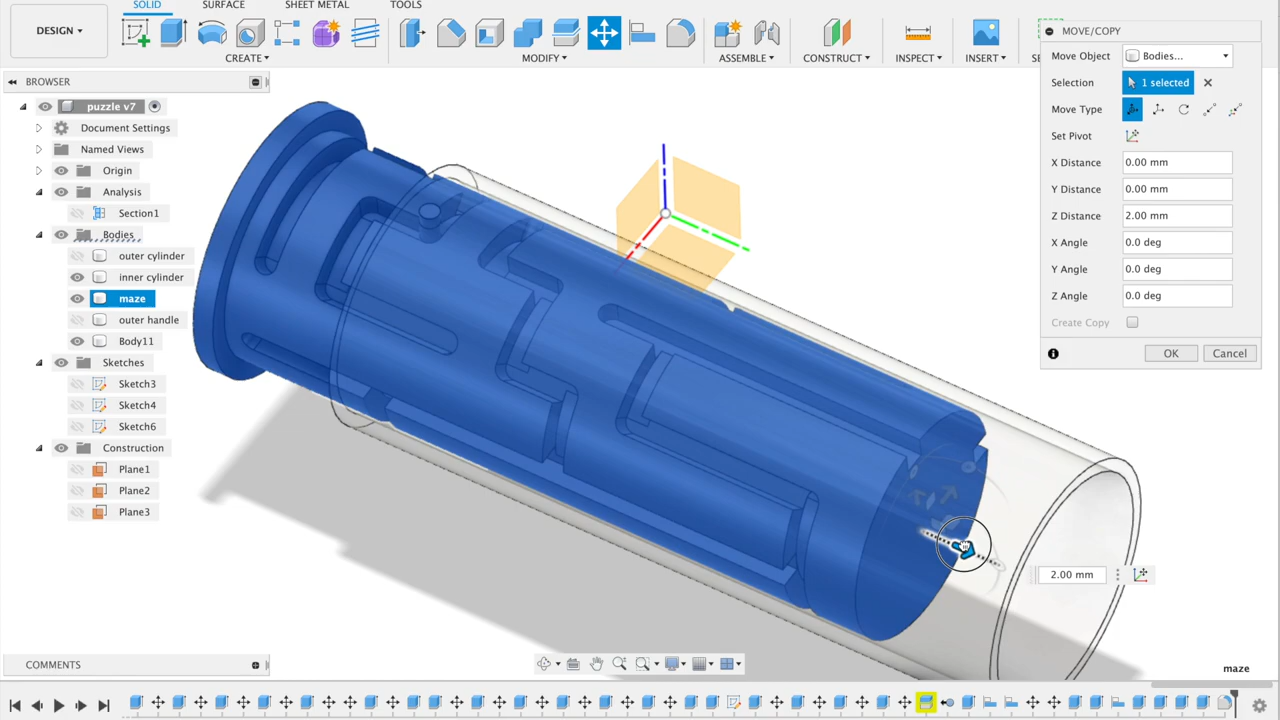 SOLID SURFACE SHEET METAL TOOLS
DESIGN
CREATE MODIFY ASSEMBLE CONSTRUCT INSPECT INSERT
BROWSER
puzzle v7
Document Settings
Named Views
Origin
Analysis
Section1
Bodies
outer cylinder
inner cylinder
maze
outer handle
Body11
Sketches
Sketch3
Sketch4
Sketch6
Construction
Plane1
Plane2
Plane3
MOVE/COPY
Move Object Bodies...
Selection 1 selected
Move Type
Set Pivot
X Distance 0.00 mm
Y Distance 0.00 mm
Z Distance 2.00 mm
X Angle 0.0 deg
Y Angle 0.0 deg
Z Angle 0.0 deg
Create Copy
OK Cancel
2.00 mm
COMMENTS
maze